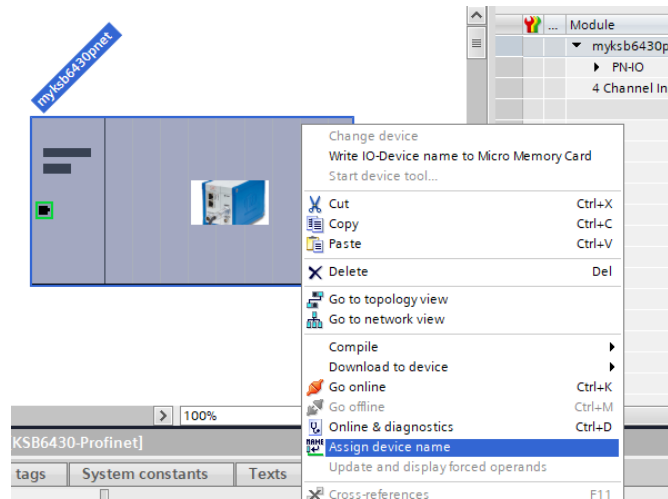 ... Module
myksb6430pnet
myksb6430p
PN-IO
4 Channel In
Change device
Write IO-Device name to Micro Memory Card
Start device tool...
Cut Ctrl+X
Copy Ctrl+C
Paste Ctrl+V
Delete Del
Go to topology view
Go to network view
Compile
Download to device
Go online Ctrl+K
Go offline Ctrl+M
Online & diagnostics Ctrl+D
NAME Assign device name
Update and display forced operands
Cross-references F11
100%
KSB6430-Profinet]
tags System constants Texts